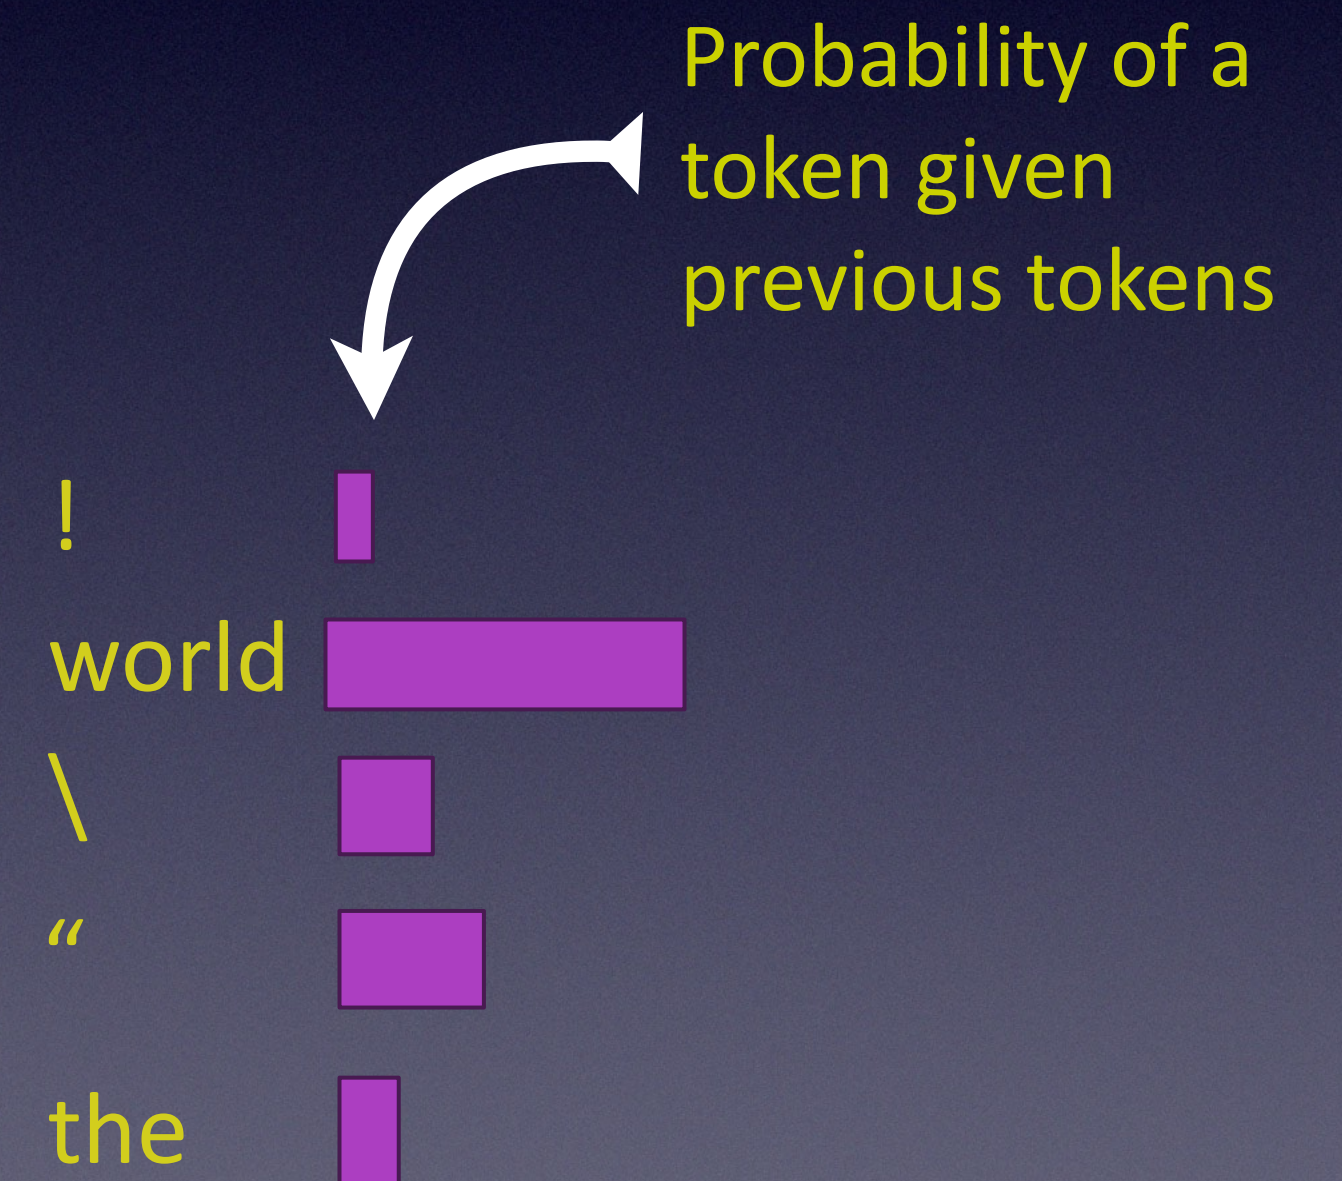 Probability of a
token given
previous tokens
!
world
\
“
the